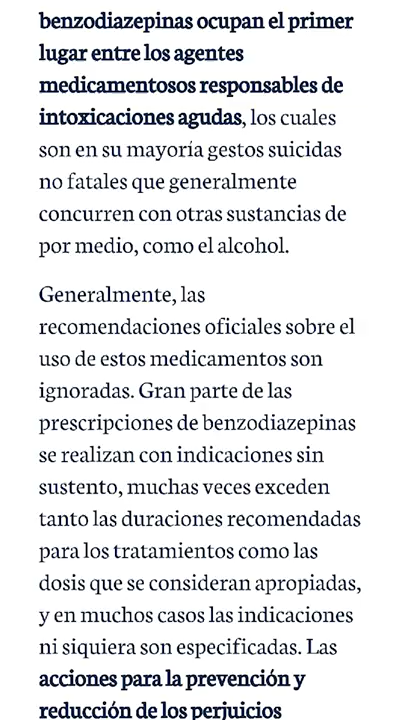 benzodiazepinas ocupan el primer
lugar entre los agentes
medicamentosos responsables de
intoxicaciones agudas, los cuales
son en su mayoría gestos suicidas
no fatales que generalmente
concurren con otras sustancias de
por medio, como el alcohol.
Generalmente, las
recomendaciones oficiales sobre el
uso de estos medicamentos son
ignoradas. Gran parte de las
prescripciones de benzodiazepinas
se realizan con indicaciones sin
sustento, muchas veces exceden
tanto las duraciones recomendadas
para los tratamientos como las
dosis que se consideran apropiadas,
y en muchos casos las indicaciones
ni siquiera son especificadas. Las
acciones para la prevención y
reducción de los perjuicios